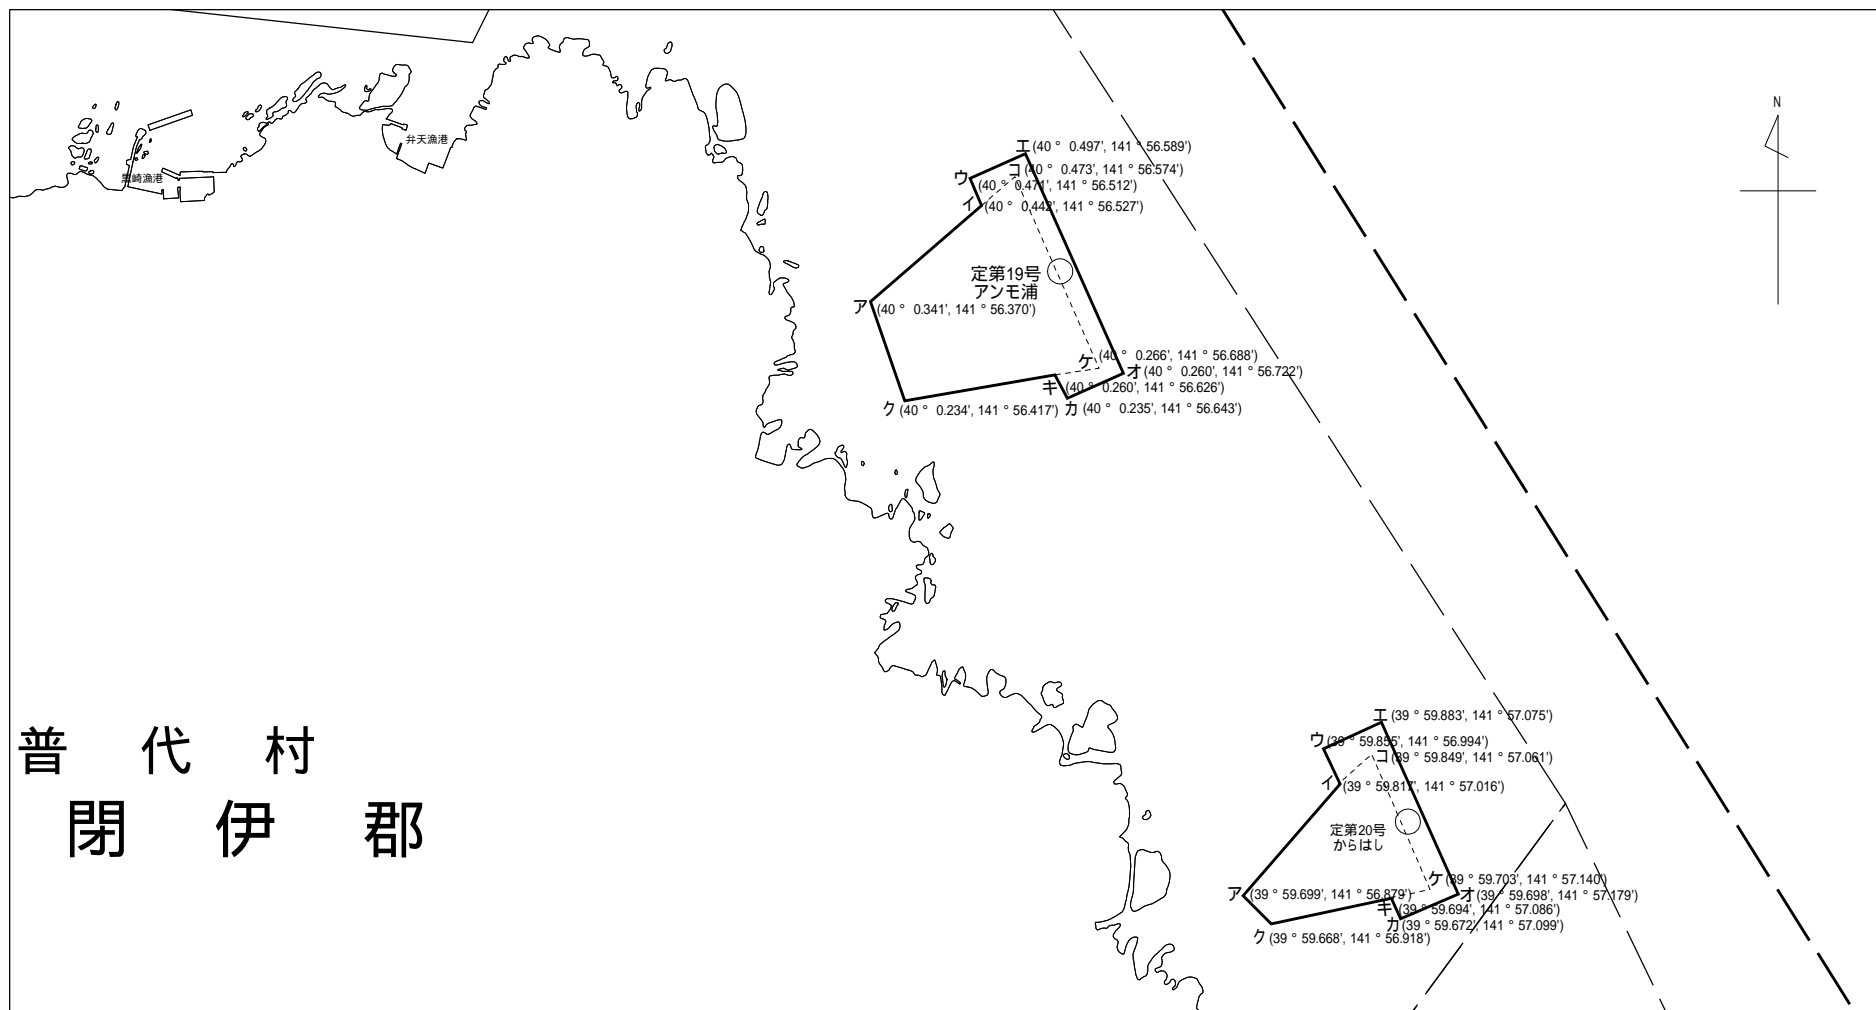 N
弁天漁港
黒崎漁港
エ(40° 0.497', 141° 56.589')
コ(40° 0.473', 141° 56.574')
ウ(40° 0.471', 141° 56.512')
イ(40° 0.442', 141° 56.527')
定第19号
アンモ浦
ア(40° 0.341', 141° 56.370')
ケ(40° 0.266', 141° 56.688')
オ(40° 0.260', 141° 56.722')
キ(40° 0.260', 141° 56.626')
ク(40° 0.234', 141° 56.417')
カ(40° 0.235', 141° 56.643')
普代村
閉伊郡
エ(39° 59.883', 141° 57.075')
ウ(39° 59.855', 141° 56.994')
コ(39° 59.849', 141° 57.061')
イ(39° 59.817', 141° 57.016')
定第20号
からはし
ケ(39° 59.703', 141° 57.140')
ア(39° 59.699', 141° 56.879')
オ(39° 59.698', 141° 57.179')
キ(39° 59.694', 141° 57.086')
カ(39° 59.672', 141° 57.099')
ク(39° 59.668', 141° 56.918')